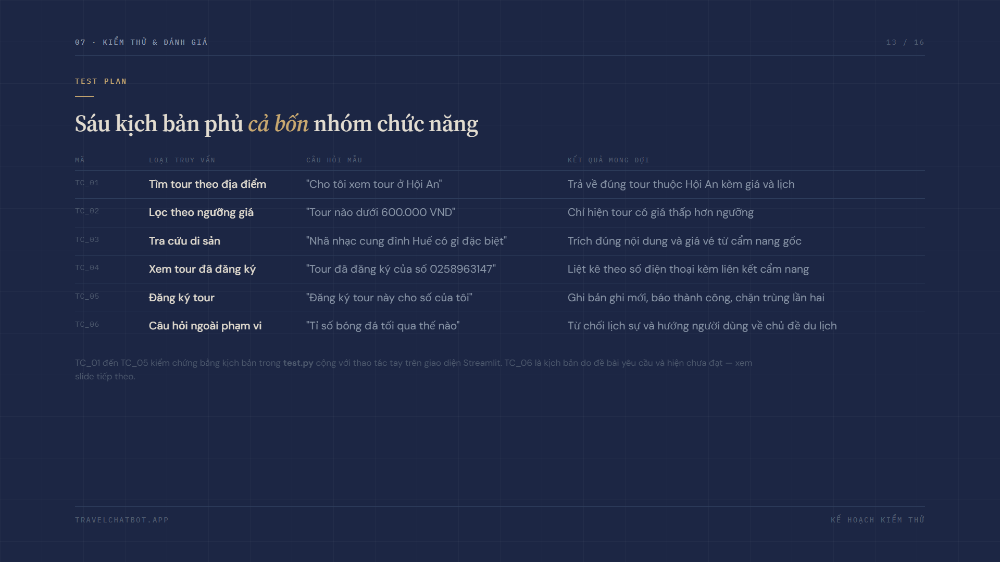 07 · KIỂM THỬ & ĐÁNH GIÁ
13 / 16
TEST PLAN
Sáu kịch bản phủ cả bốn nhóm chức năng
MÃ LOẠI TRUY VẤN CÂU HỎI MẪU KẾT QUẢ MONG ĐỢI
TC_01 Tìm tour theo địa điểm "Cho tôi xem tour ở Hội An" Trả về đúng tour thuộc Hội An kèm giá và lịch
TC_02 Lọc theo ngưỡng giá "Tour nào dưới 600.000 VND" Chỉ hiện tour có giá thấp hơn ngưỡng
TC_03 Tra cứu di sản "Nhã nhạc cung đình Huế có gì đặc biệt" Trích đúng nội dung và giá vé từ cẩm nang gốc
TC_04 Xem tour đã đăng ký "Tour đã đăng ký của số 0258963147" Liệt kê theo số điện thoại kèm liên kết cẩm nang
TC_05 Đăng ký tour "Đăng ký tour này cho số của tôi" Ghi bản ghi mới, báo thành công, chặn trùng lần hai
TC_06 Câu hỏi ngoài phạm vi "Tỉ số bóng đá tối qua thế nào" Từ chối lịch sự và hướng người dùng về chủ đề du lịch
TC_01 đến TC_05 kiểm chứng bằng kịch bản trong test.py cộng với thao tác tay trên giao diện Streamlit. TC_06 là kịch bản do đề bài yêu cầu và hiện chưa đạt — xem
slide tiếp theo.
TRAVELCHATBOT.APP
KẾ HOẠCH KIỂM THỬ